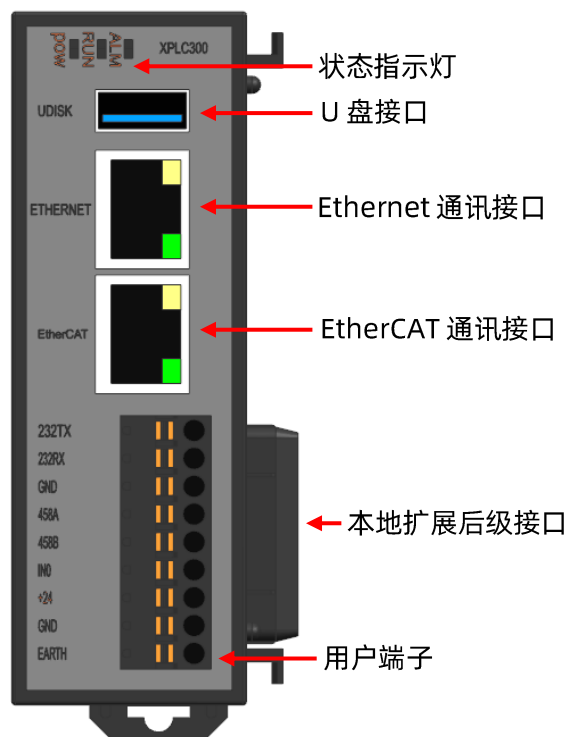 pow
RUN
ALM
XPLC300
状态指示灯
UDISK
U 盘接口
ETHERNET
Ethernet 通讯接口
EtherCAT
EtherCAT 通讯接口
232TX
232RX
GND
458A
458B
IN0
+24
GND
EARTH
本地扩展后级接口
用户端子